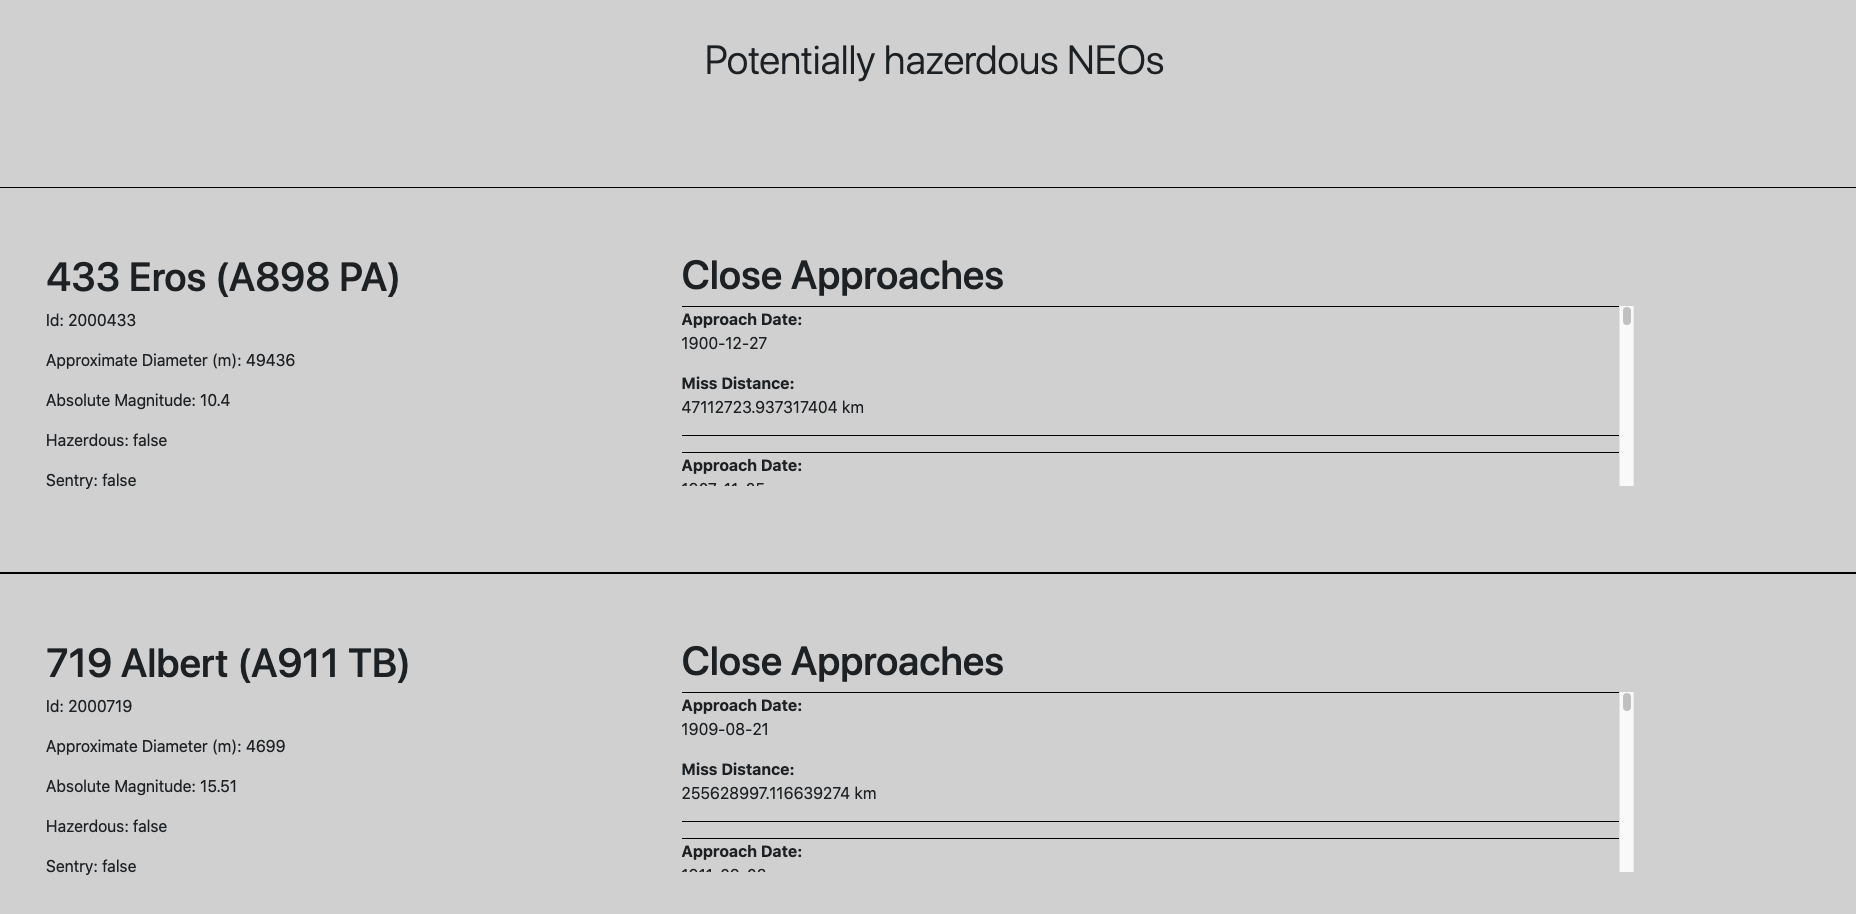 Potentially hazerdous NEOs
433 Eros (A898 PA)
Id: 2000433
Approximate Diameter (m): 49436
Absolute Magnitude: 10.4
Hazerdous: false
Sentry: false
Close Approaches
Approach Date:
1900-12-27
Miss Distance:
47112723.937317404 km
Approach Date:
719 Albert (A911 TB)
Id: 2000719
Approximate Diameter (m): 4699
Absolute Magnitude: 15.51
Hazerdous: false
Sentry: false
Close Approaches
Approach Date:
1909-08-21
Miss Distance:
255628997.116639274 km
Approach Date: